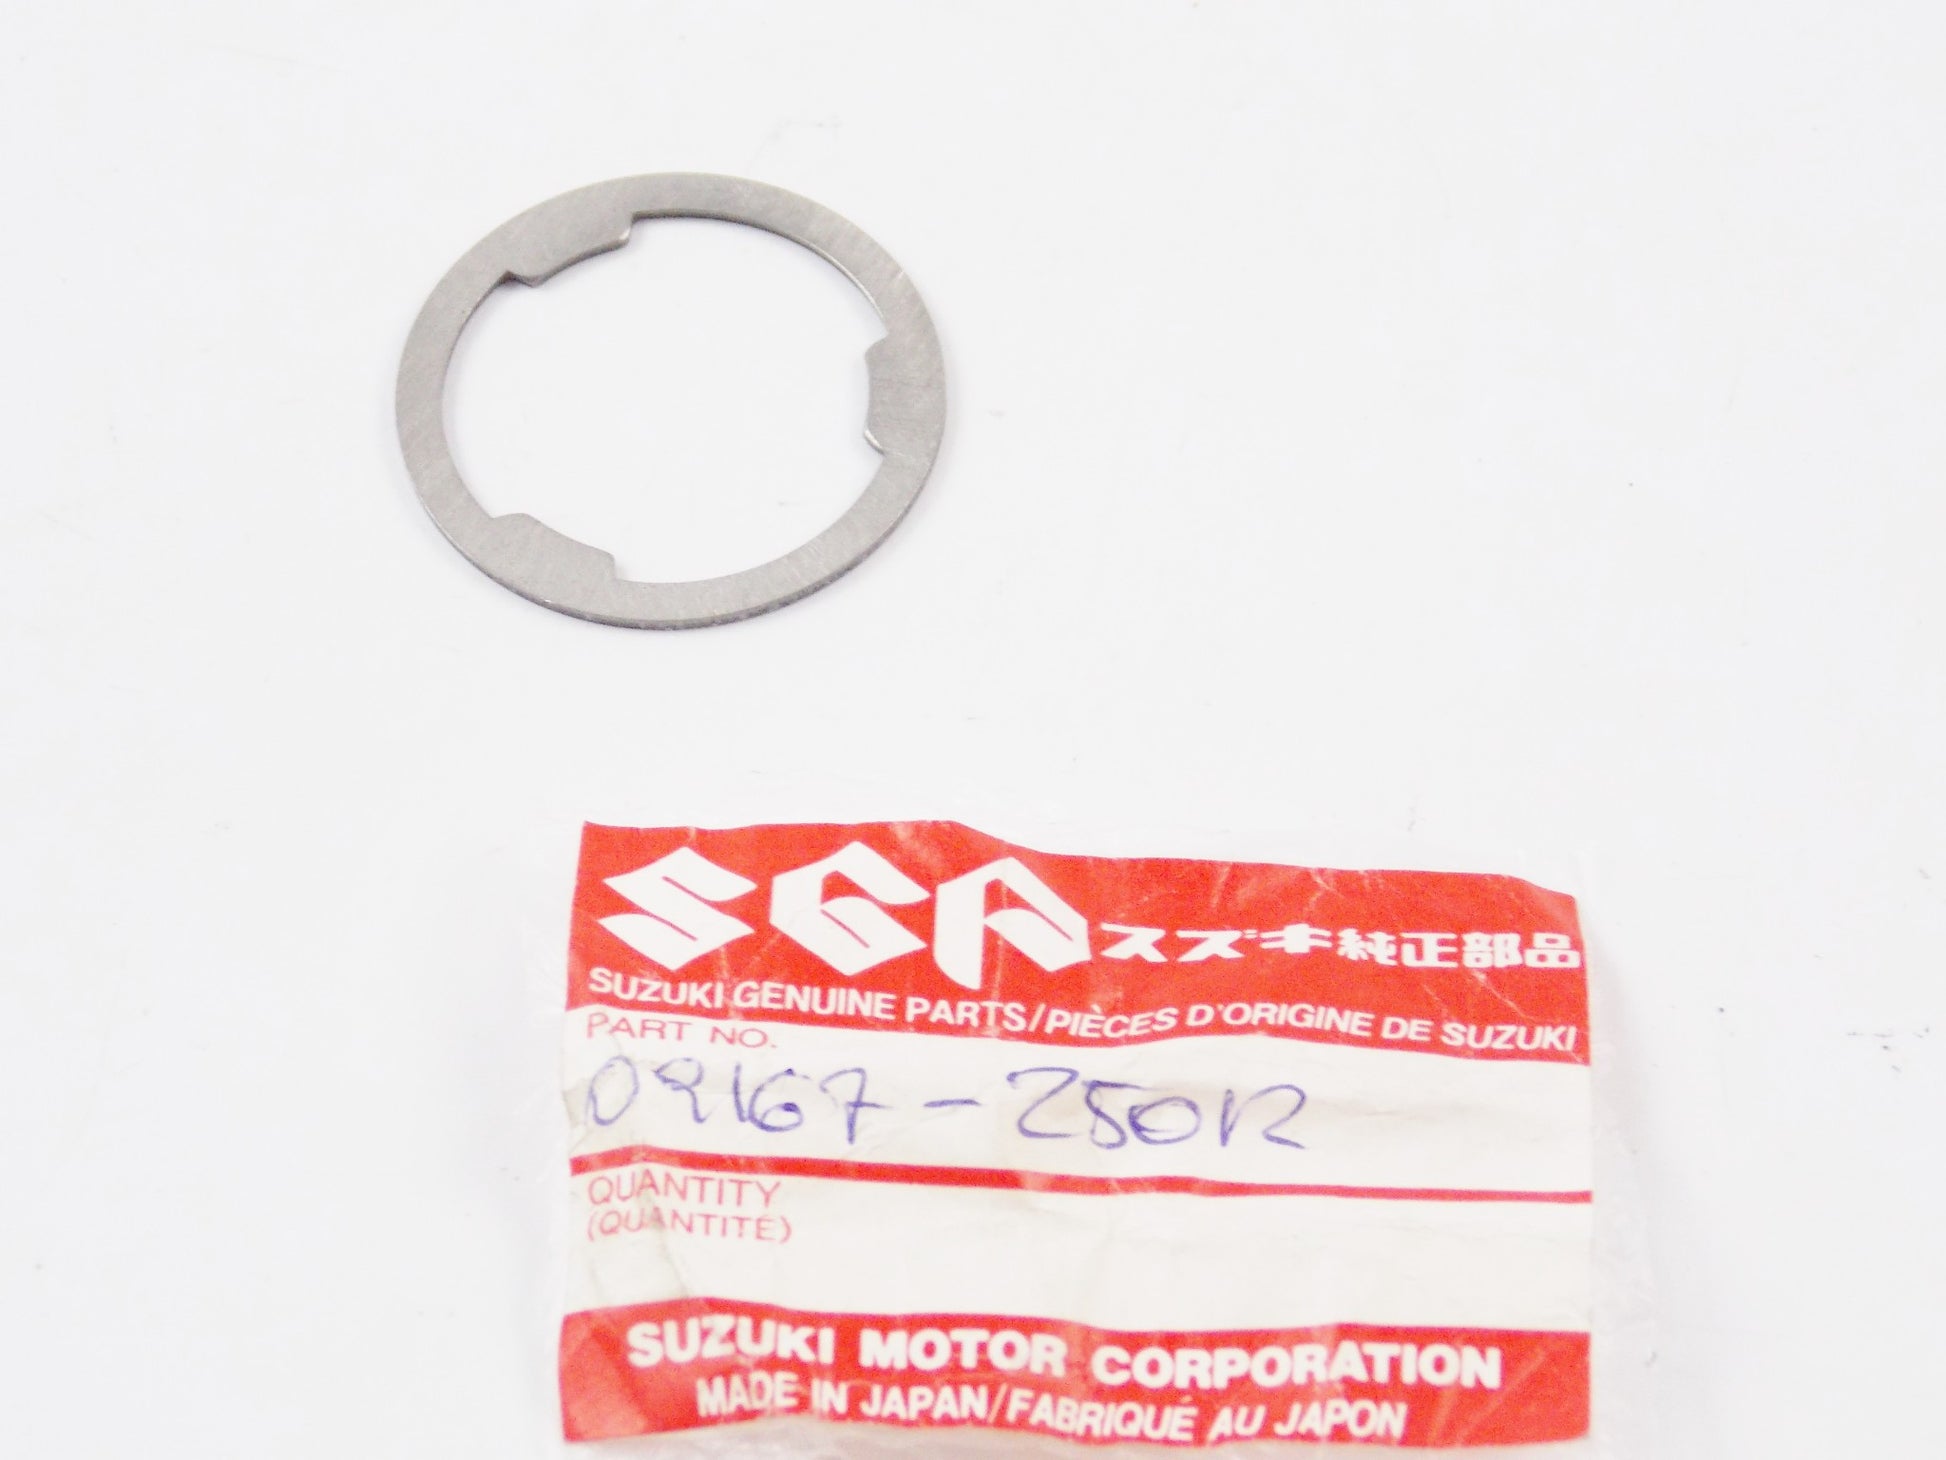 SGP スズキ純正部品
SUZUKI GENUINE PARTS/PIÈCES D'ORIGINE DE SUZUKI
PART NO.
09167-25012
QUANTITY
(QUANTITÉ)
SUZUKI MOTOR CORPORATION
MADE IN JAPAN/FABRIQUÉ AU JAPON